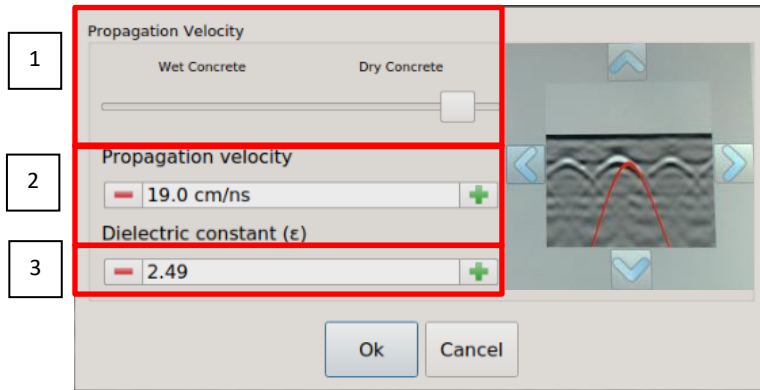 Propagation Velocity
1
Wet Concrete Dry Concrete
Propagation velocity
2
19.0 cm/ns
Dielectric constant (ε)
3
2.49
Ok Cancel